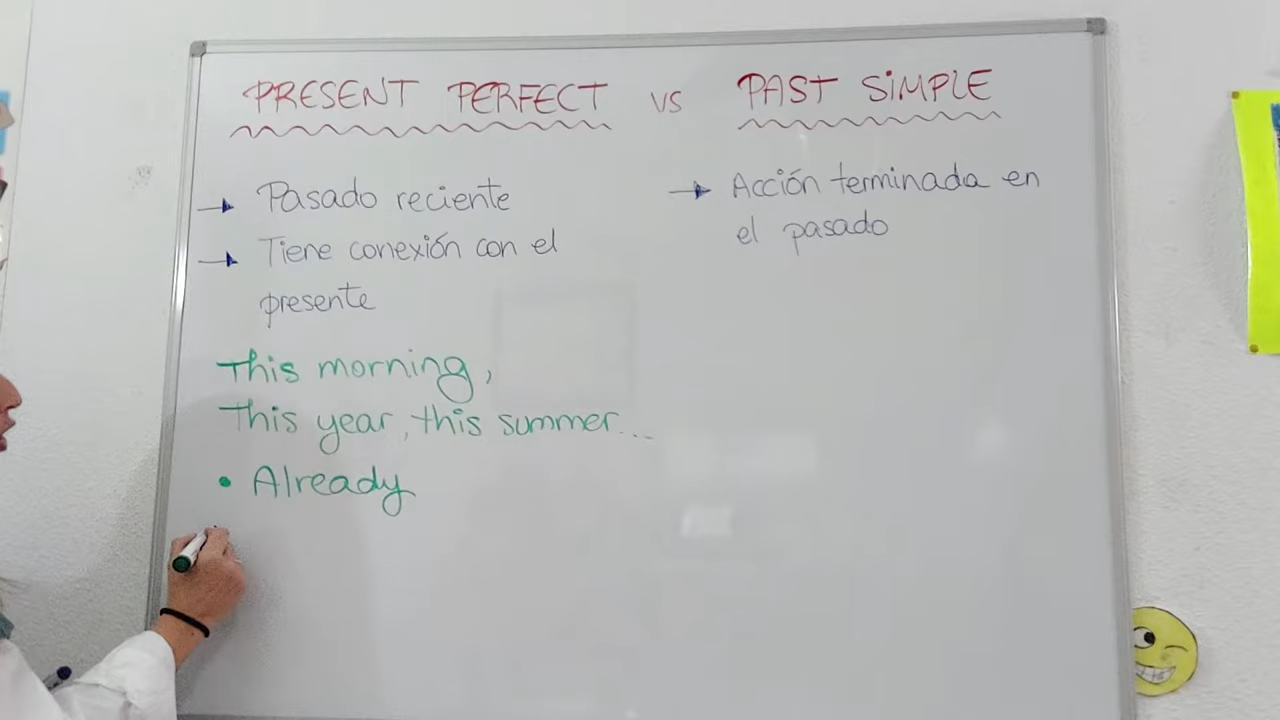 PRESENT PERFECT vs PAST SIMPLE
→ Pasado reciente
→ Tiene conexión con el
presente
This morning,
This year, this summer...
• Already
→ Acción terminada en
el pasado